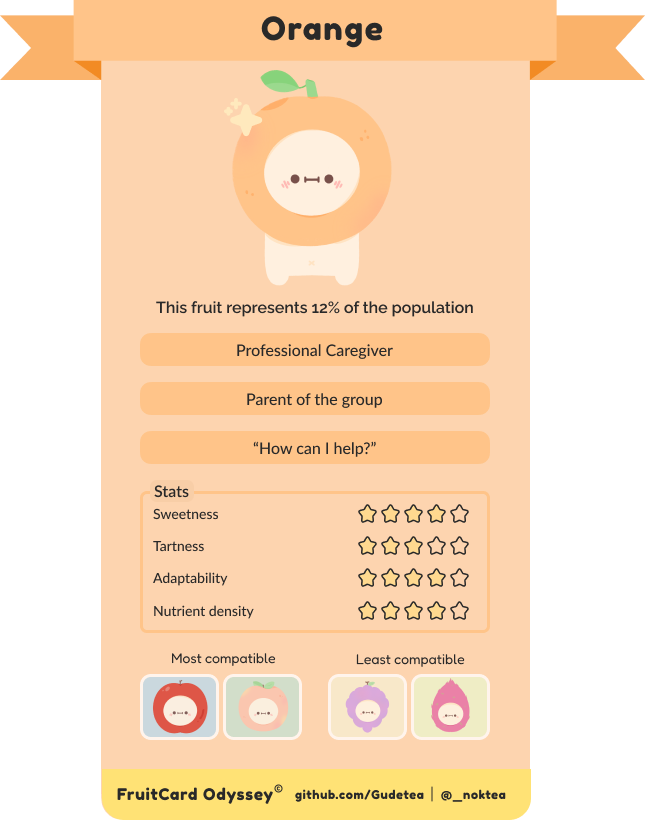 Orange
This fruit represents 12% of the population
Professional Caregiver
Parent of the group
“How can I help?”
Stats
Sweetness
Tartness
Adaptability
Nutrient density
Most compatible
Least compatible
FruitCard Odyssey© github.com/Gudetea | @_noktea